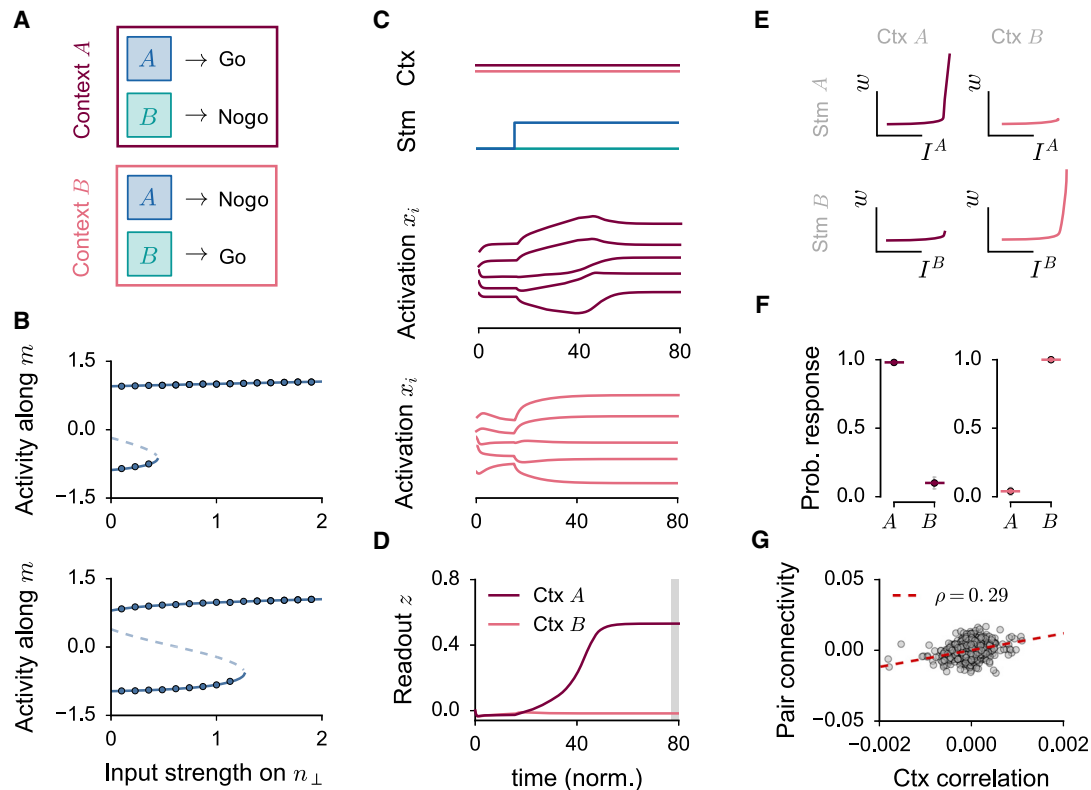 A
Context A
A → Go
B → Nogo
Context B
A → Nogo
B → Go
B
Activity along m
1.5
0.0
−1.5
0
1
2
Activity along m
1.5
0.0
−1.5
0
1
2
Input strength on n⊥
C
Ctx
Stm
Activation xᵢ
0
40
80
Activation xᵢ
0
40
80
D
Readout z
0.8
0.4
0.0
Ctx A
Ctx B
0
40
80
time (norm.)
E
Ctx A
Ctx B
Stm A
w
I^A
w
I^A
Stm B
w
I^B
w
I^B
F
Prob. response
1.0
0.0
A
B
1.0
0.0
A
B
G
Pair connectivity
0.05
0.00
−0.05
ρ = 0.29
−0.002
0.000
0.002
Ctx correlation